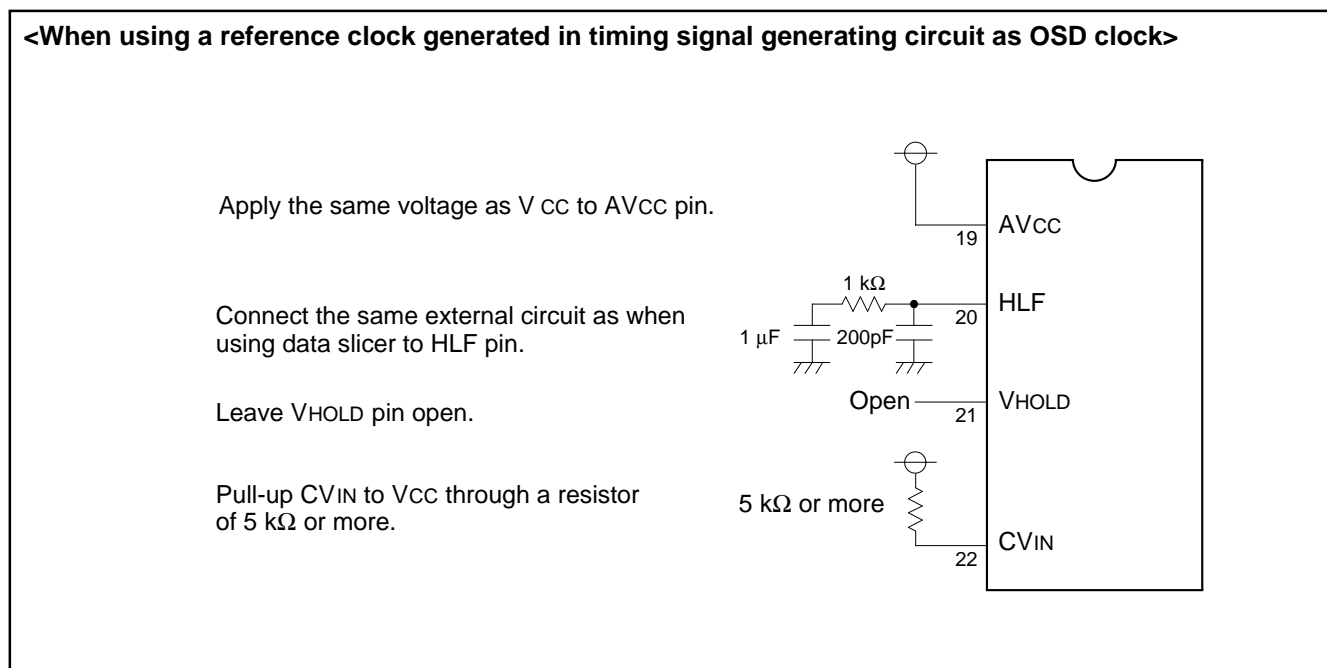 <When using a reference clock generated in timing signal generating circuit as OSD clock>
Apply the same voltage as V CC to AVCC pin.
19
AVCC
Connect the same external circuit as when
using data slicer to HLF pin.
1 kΩ
1 μF
200pF
20
HLF
Leave VHOLD pin open.
Open
21
VHOLD
Pull-up CVIN to VCC through a resistor
of 5 kΩ or more.
5 kΩ or more
22
CVIN